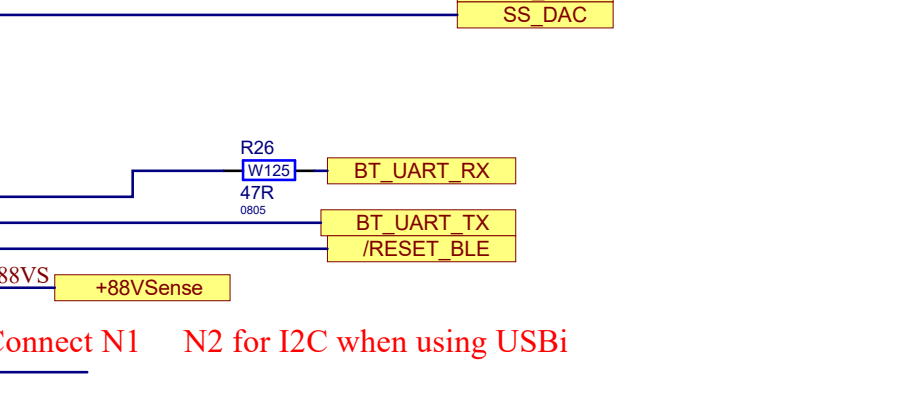 SS_DAC
R26
W125
BT_UART_RX
47R
0805
BT_UART_TX
/RESET_BLE
88VS
+88VSense
Connect N1 N2 for I2C when using USBi